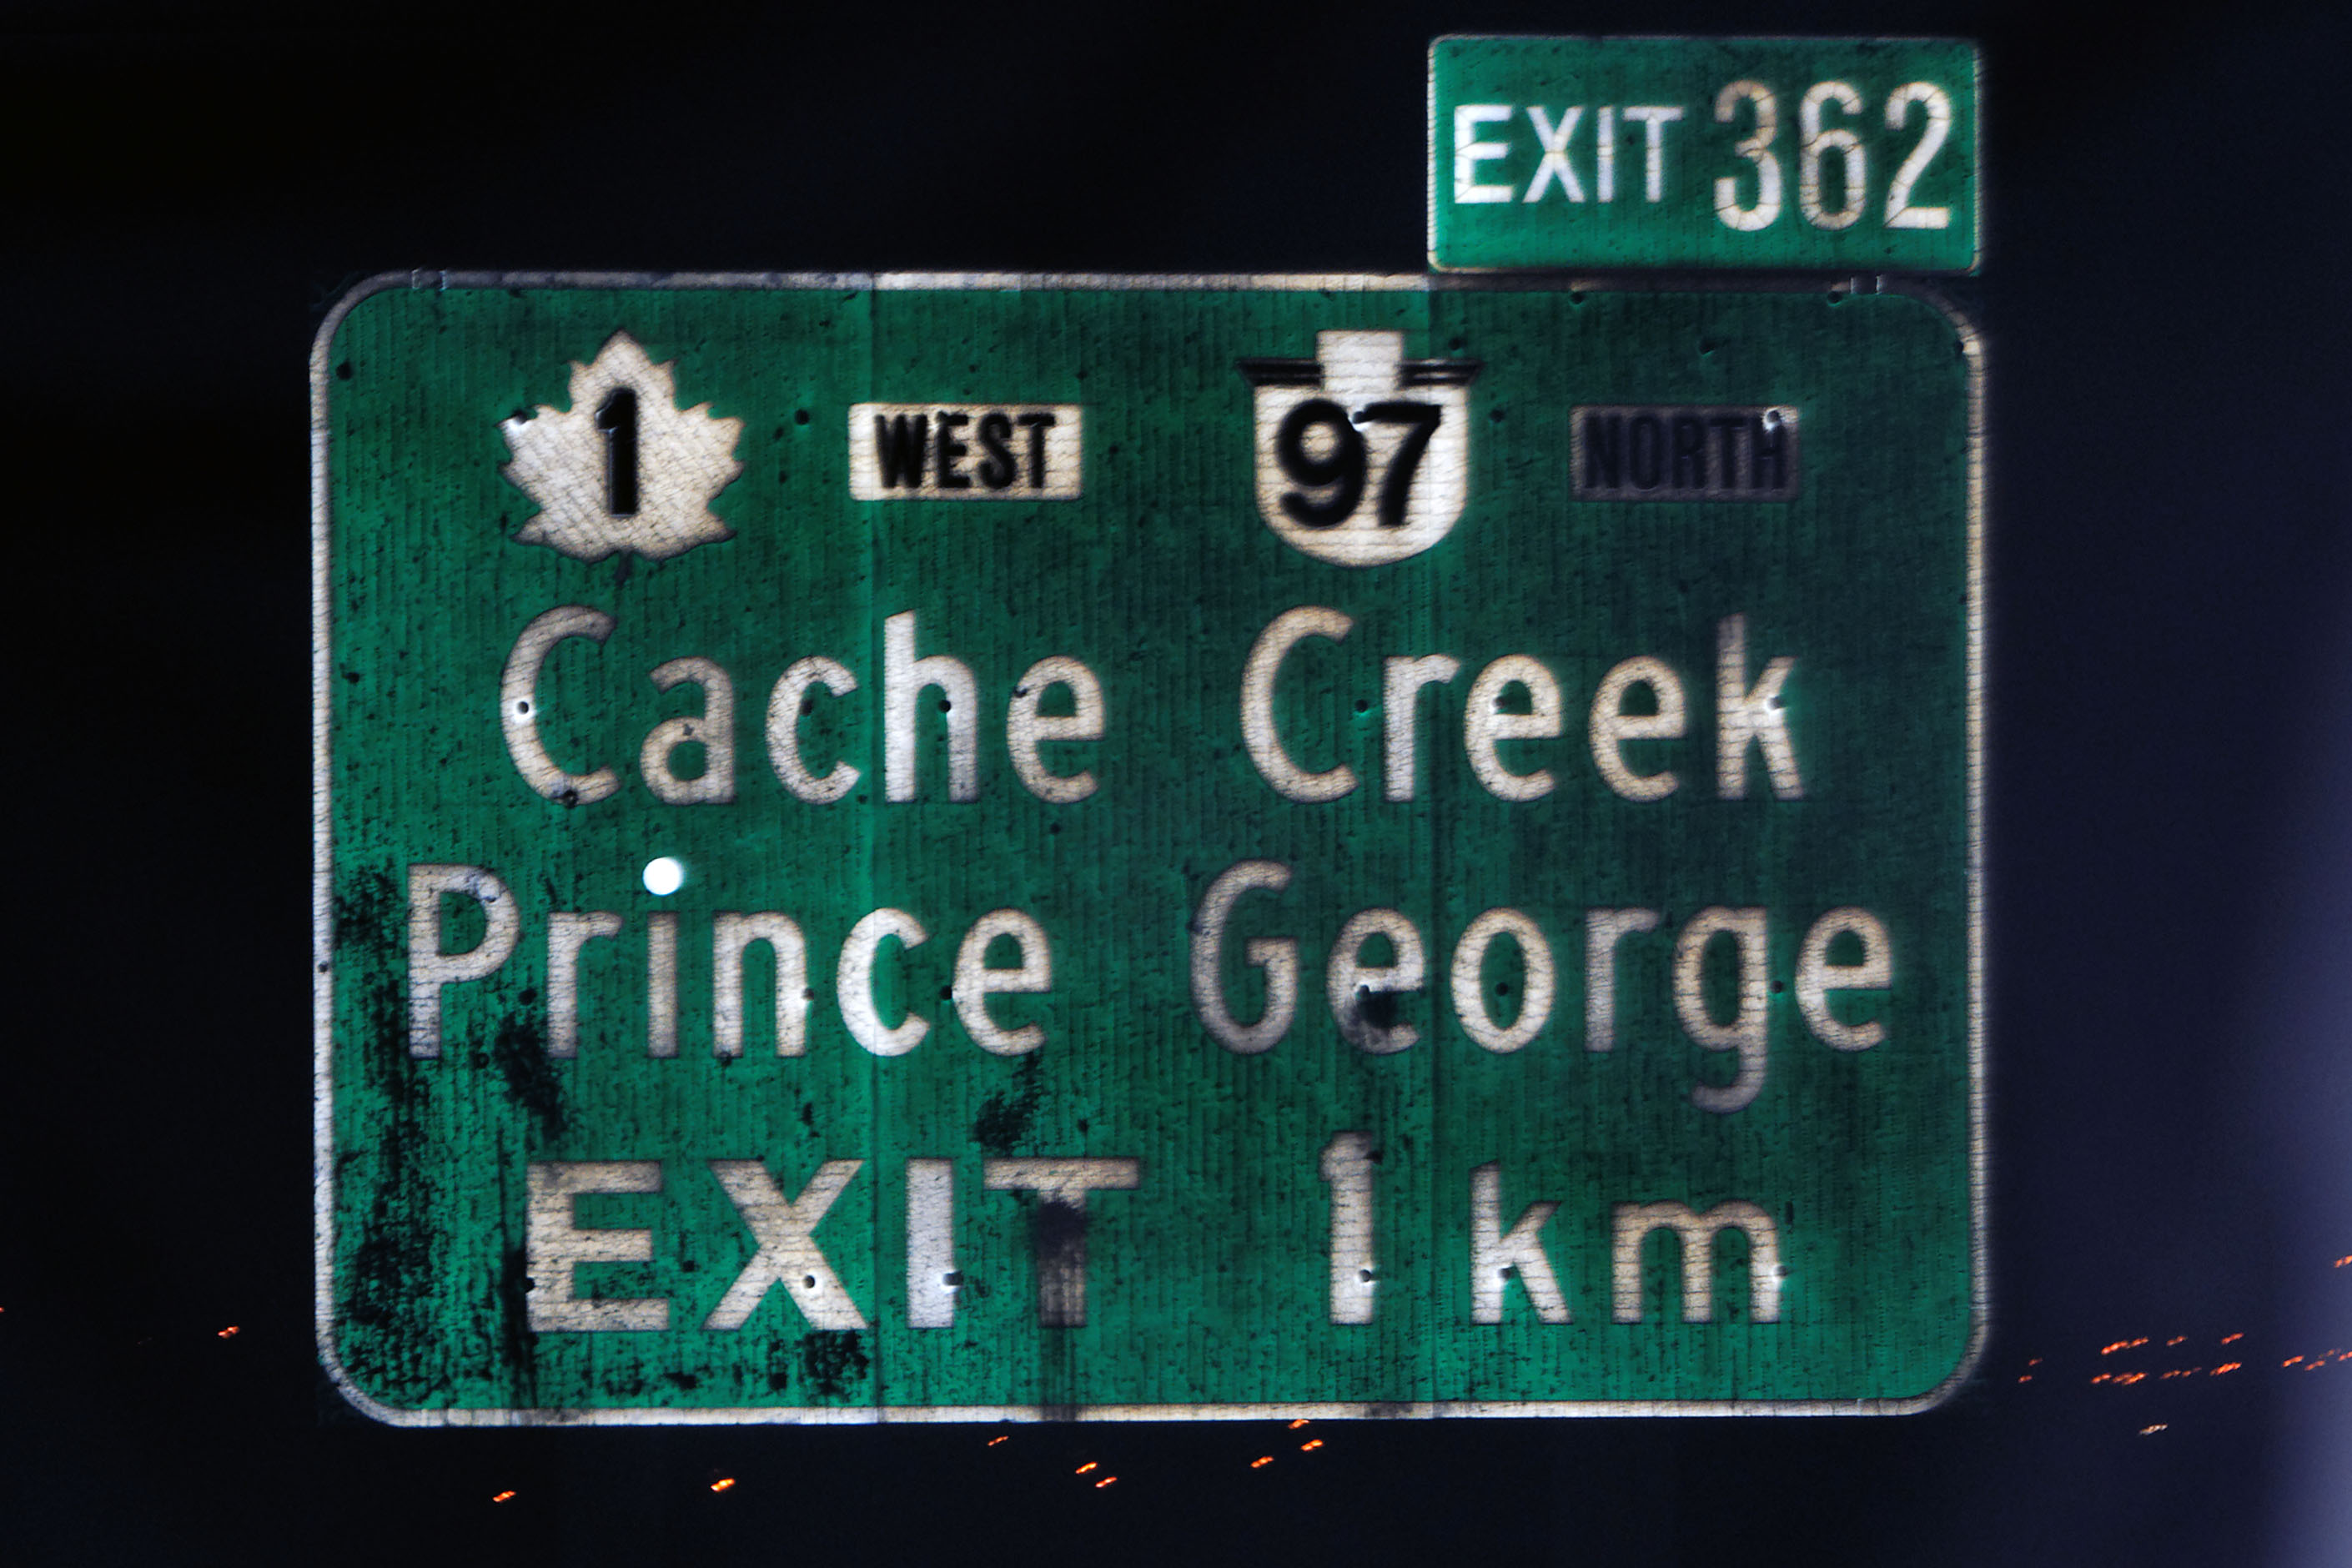 EXIT 362
1 WEST 97 NORTH
Cache Creek
Prince George
EXIT 1 km